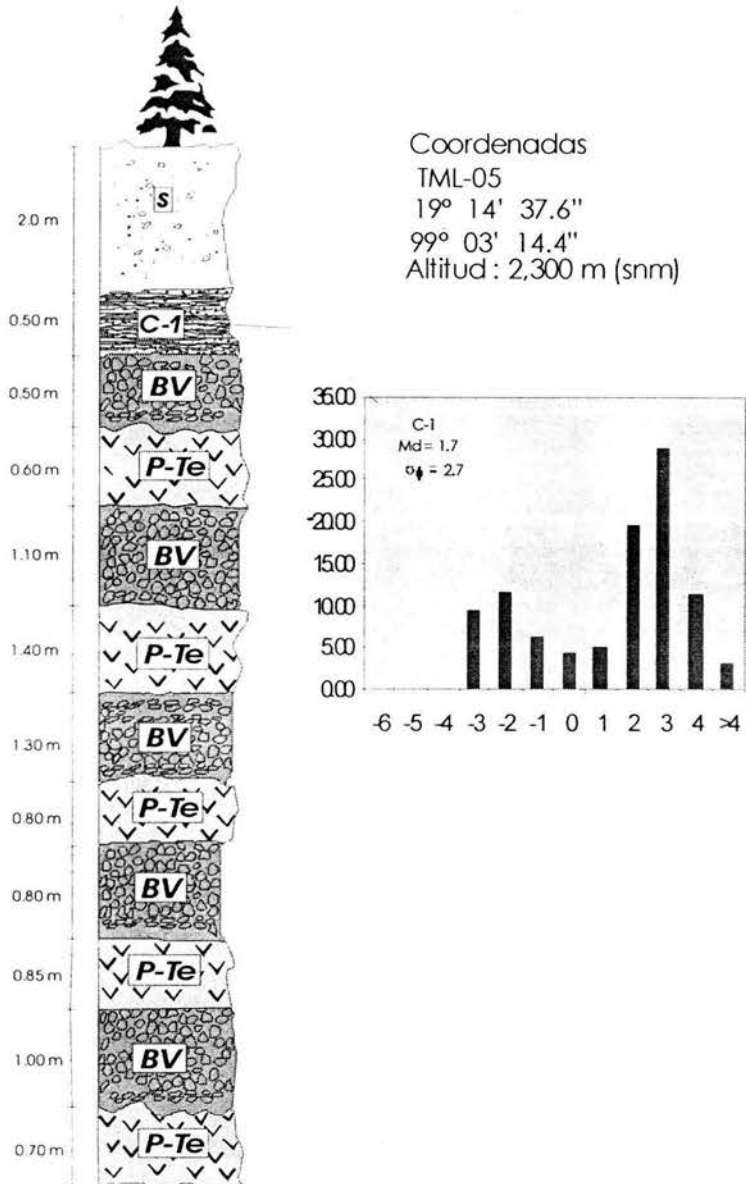 Coordenadas
TML-05
19° 14' 37.6"
99° 03' 14.4"
Altitud : 2,300 m (snm)
2.0 m
s
0.50 m
C-1
0.50 m
BV
0.60 m
P-Te
1.10 m
BV
1.40 m
P-Te
1.30 m
BV
0.80 m
P-Te
0.80 m
BV
0.85 m
P-Te
1.00 m
BV
0.70 m
P-Te
C-1
Md= 1.7
σϕ = 2.7
35.00
30.00
25.00
20.00
15.00
10.00
5.00
0.00
-6 -5 -4 -3 -2 -1 0 1 2 3 4 >4